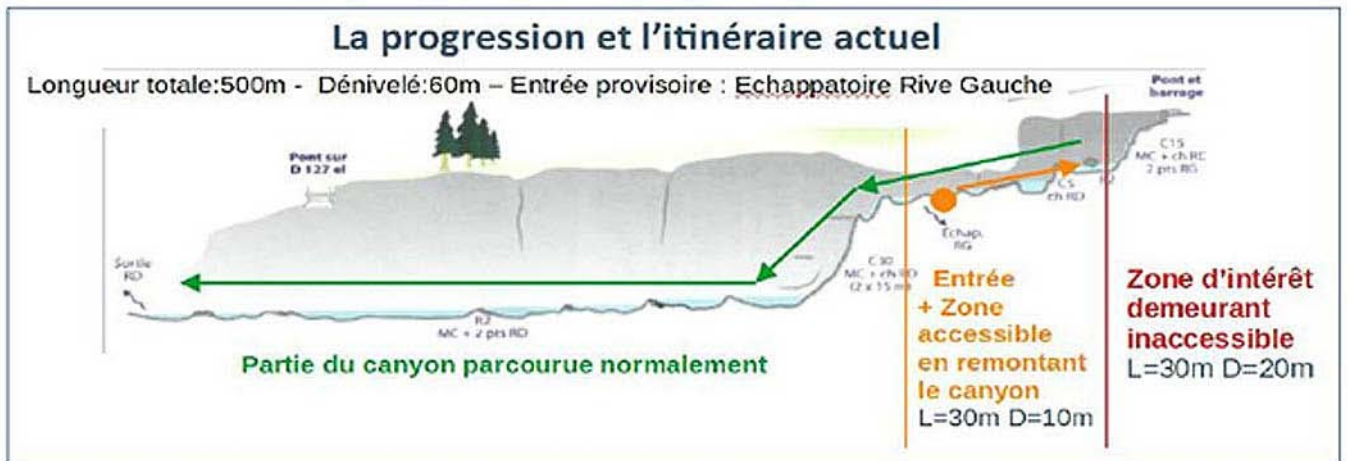 La progression et l'itinéraire actuel
Longueur totale:500m - Dénivelé:60m – Entrée provisoire : Echappatoire Rive Gauche
Pont et
barrage
Pont sur
D 127 el
C15
MC + ch RD
2 pts RG
C5
ch RD
R2
Echap.
RG
Sortie
RD
C30
MC + ch RD
(2 x 15 m)
R2
MC + 2 pts RD
Partie du canyon parcourue normalement
Entrée
+ Zone
accessible
en remontant
le canyon
L=30m D=10m
Zone d'intérêt
demeurant
inaccessible
L=30m D=20m